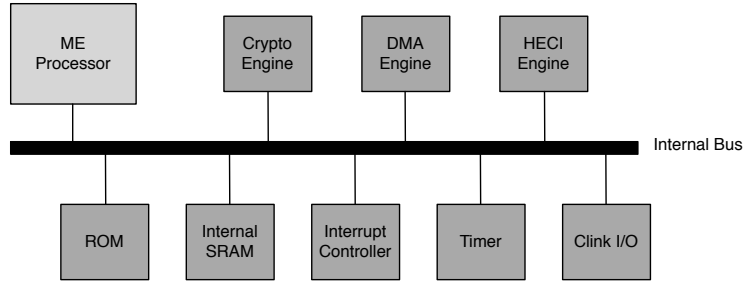 ME
Processor
Crypto
Engine
DMA
Engine
HECI
Engine
Internal Bus
ROM
Internal
SRAM
Interrupt
Controller
Timer
Clink I/O